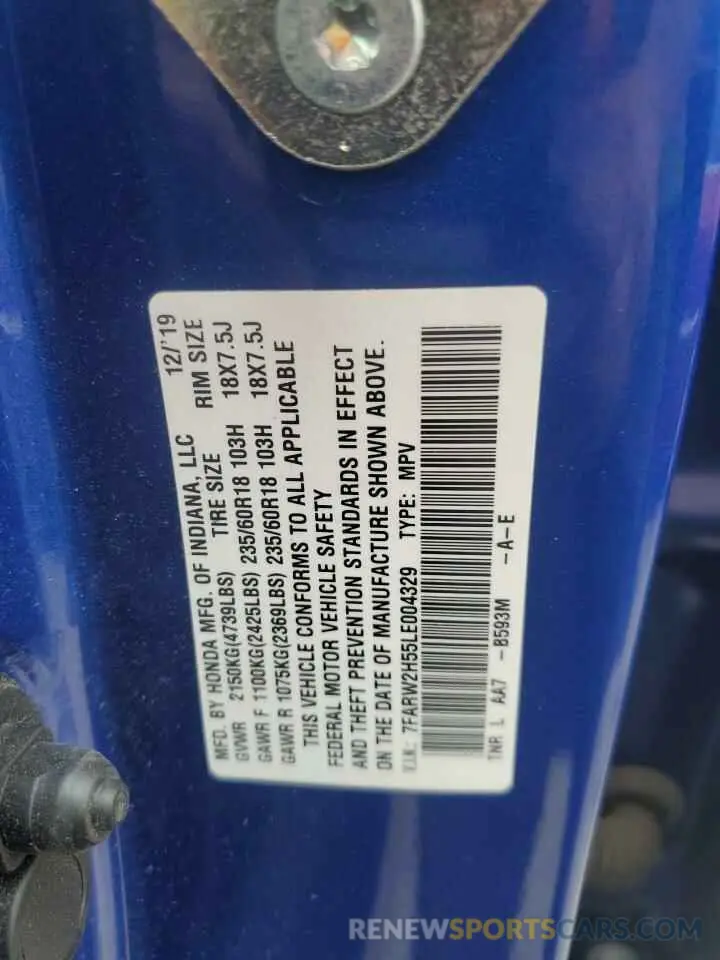 MFD. BY HONDA MFG. OF INDIANA, LLC 12/'19
TIRE SIZE RIM SIZE
GVWR 2150KG(4739LBS)
GAWR F 1100KG(2425LBS) 235/60R18 103H 18X7.5J
GAWR R 1075KG(2369LBS) 235/60R18 103H 18X7.5J
THIS VEHICLE CONFORMS TO ALL APPLICABLE
FEDERAL MOTOR VEHICLE SAFETY
AND THEFT PREVENTION STANDARDS IN EFFECT
ON THE DATE OF MANUFACTURE SHOWN ABOVE.
V.I.N.: 7FARW2H55LE004329 TYPE: MPV
TNR L AA7 -B593M -A-E
RENEWSPORTSCARS.COM